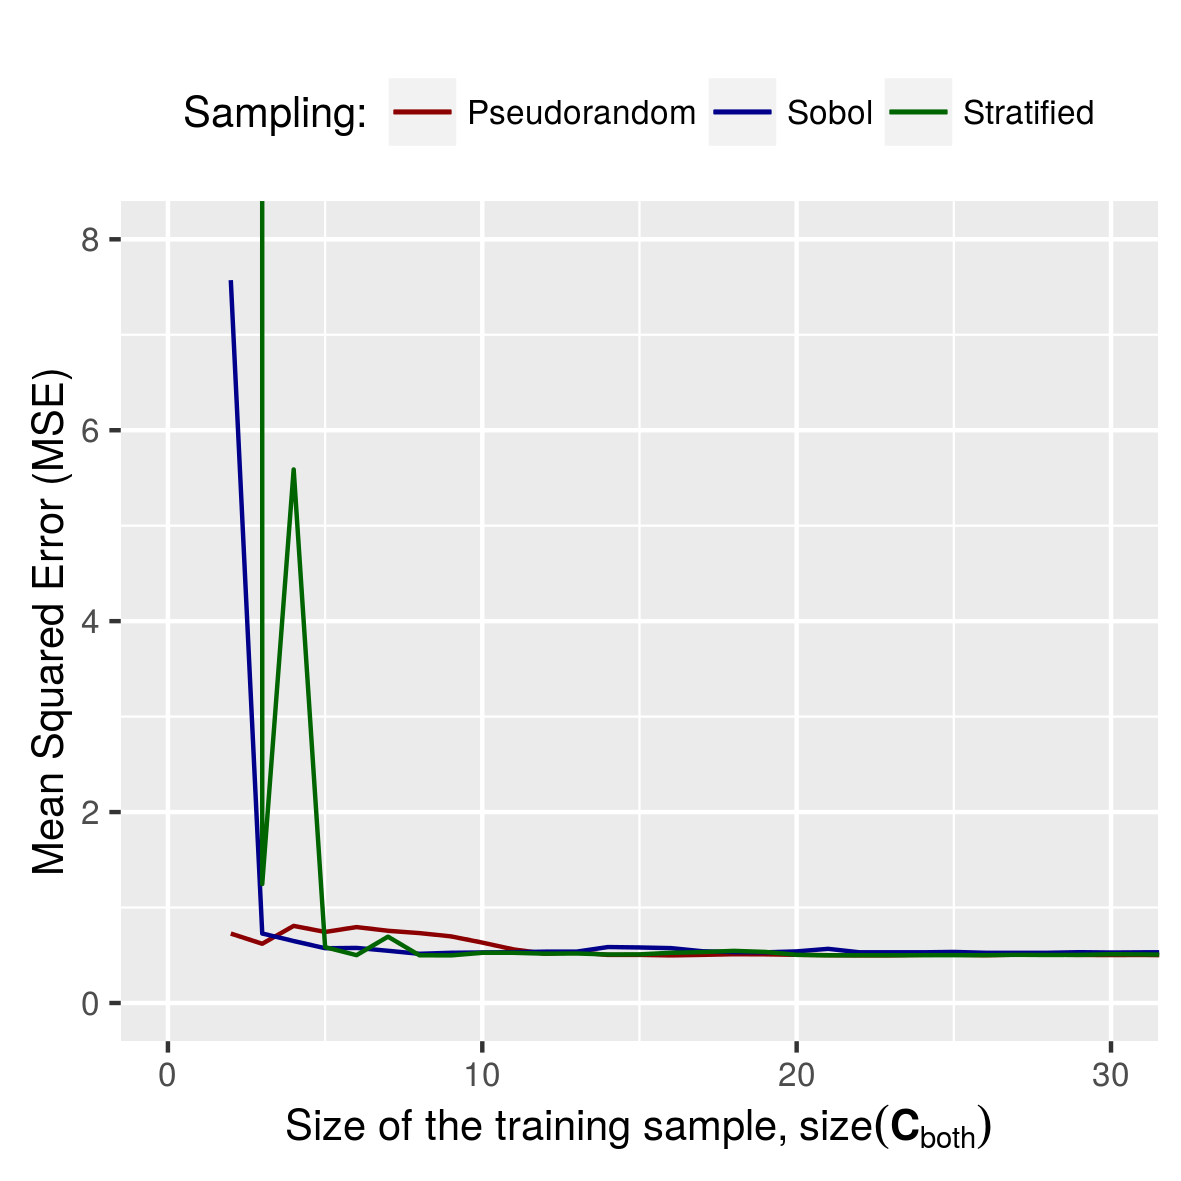 Sampling: Pseudorandom Sobol Stratified
Mean Squared Error (MSE)
8
6
4
2
0
0 10 20 30
Size of the training sample, size(C_both)